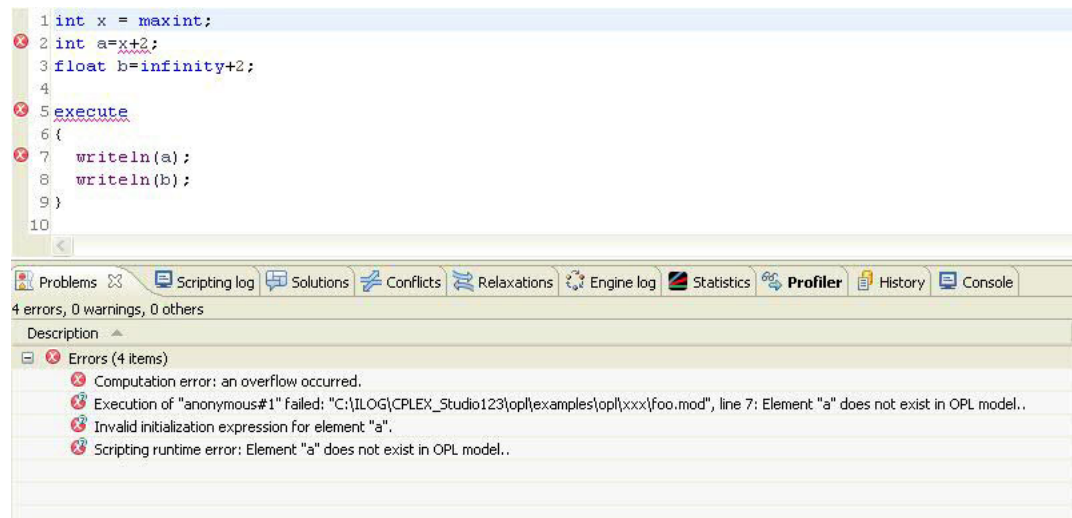 1 int x = maxint;
2 int a=x+2;
3 float b=infinity+2;
4
5 execute
6 {
7 writeln(a);
8 writeln(b);
9 }
10
Problems Scripting log Solutions Conflicts Relaxations Engine log Statistics Profiler History Console
4 errors, 0 warnings, 0 others
Description
Errors (4 items)
Computation error: an overflow occurred.
Execution of "anonymous#1" failed: "C:\ILOG\CPLEX_Studio123\opl\examples\opl\xxx\foo.mod", line 7: Element "a" does not exist in OPL model..
Invalid initialization expression for element "a".
Scripting runtime error: Element "a" does not exist in OPL model..